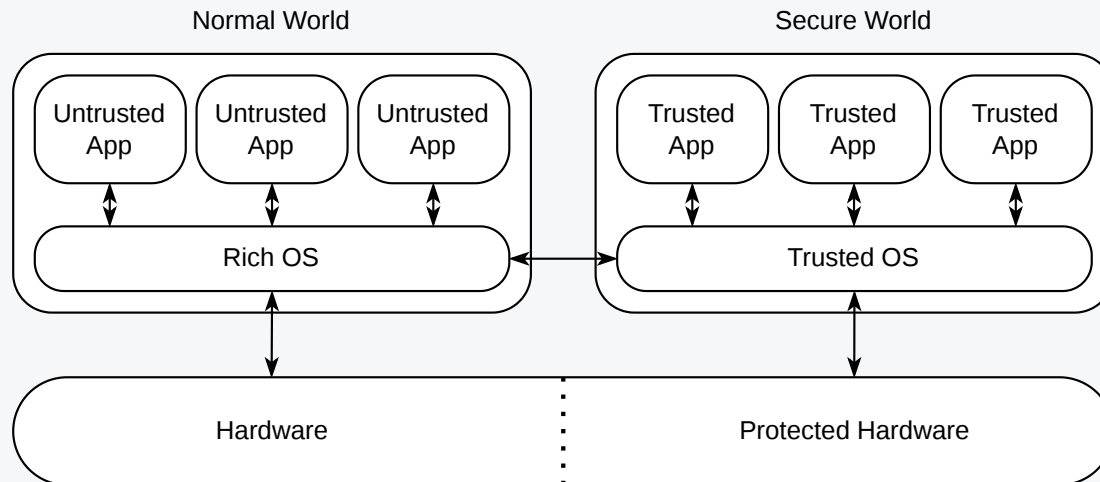 Normal World
Secure World
Untrusted
App
Untrusted
App
Untrusted
App
Trusted
App
Trusted
App
Trusted
App
Rich OS
Trusted OS
Hardware
Protected Hardware